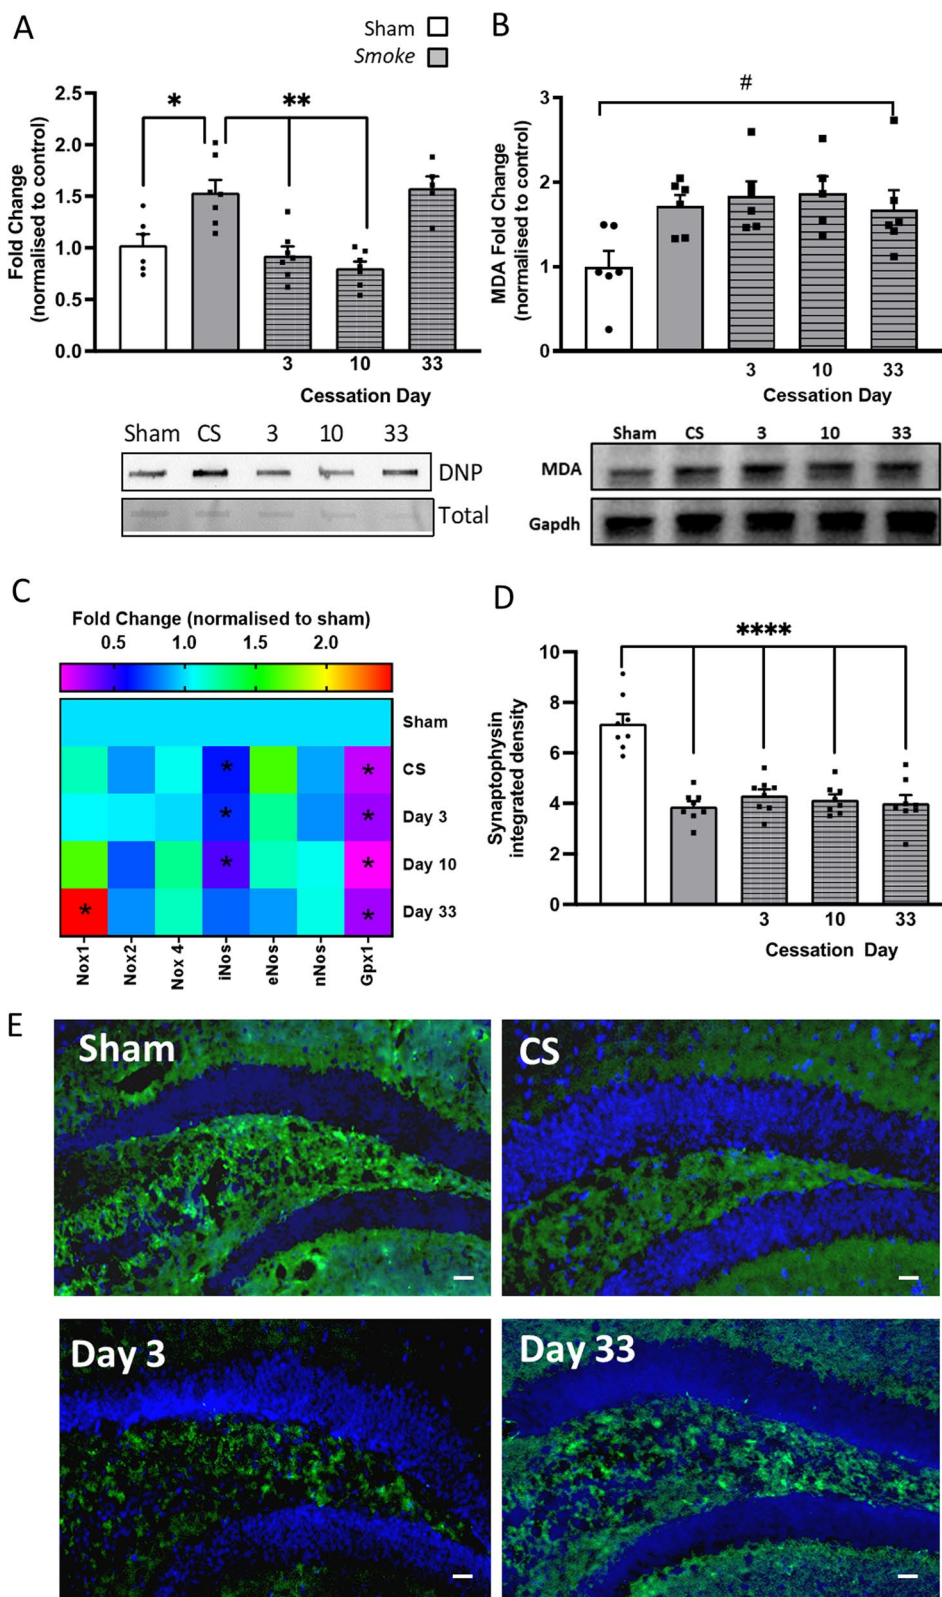 A
Sham
Smoke
Fold Change
(normalised to control)
2.5
2.0
1.5
1.0
0.5
0.0
*
**
3
10
33
Cessation Day
Sham
CS
3
10
33
DNP
Total
B
MDA Fold Change
(normalised to control)
3
2
1
0
#
3
10
33
Cessation Day
Sham
CS
3
10
33
MDA
Gapdh
C
Fold Change (normalised to sham)
0.5
1.0
1.5
2.0
Sham
* * CS
* * Day 3
* * Day 10
* * Day 33
Nox1
Nox2
Nox 4
iNos
eNos
nNos
Gpx1
D
Synaptophysin
integrated density
10
8
6
4
2
0
****
3
10
33
Cessation Day
E
Sham
CS
Day 3
Day 33